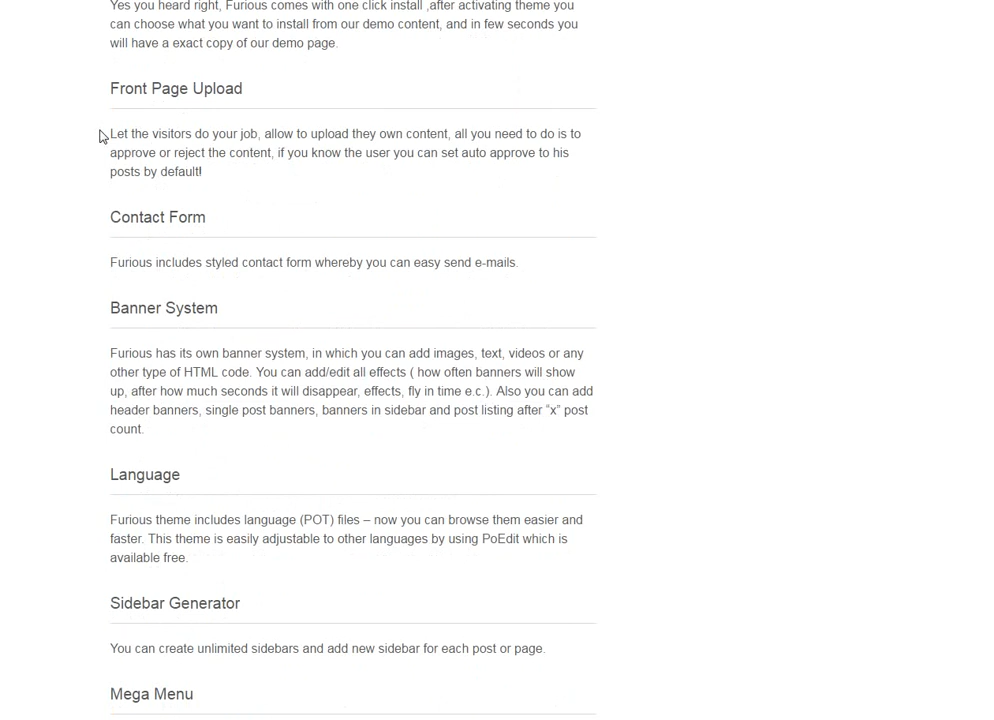 Yes you heard right, Furious comes with one click install ,after activating theme you
can choose what you want to install from our demo content, and in few seconds you
will have a exact copy of our demo page.
Front Page Upload
Let the visitors do your job, allow to upload they own content, all you need to do is to
approve or reject the content, if you know the user you can set auto approve to his
posts by default!
Contact Form
Furious includes styled contact form whereby you can easy send e-mails.
Banner System
Furious has its own banner system, in which you can add images, text, videos or any
other type of HTML code. You can add/edit all effects ( how often banners will show
up, after how much seconds it will disappear, effects, fly in time e.c.). Also you can add
header banners, single post banners, banners in sidebar and post listing after “x” post
count.
Language
Furious theme includes language (POT) files – now you can browse them easier and
faster. This theme is easily adjustable to other languages by using PoEdit which is
available free.
Sidebar Generator
You can create unlimited sidebars and add new sidebar for each post or page.
Mega Menu